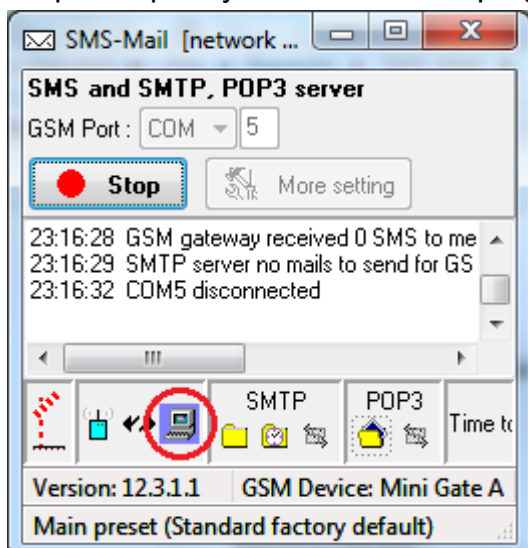 SMS-Mail [network ...
SMS and SMTP, POP3 server
GSM Port : COM 5
Stop More setting
23:16:28 GSM gateway received 0 SMS to me
23:16:29 SMTP server no mails to send for GS
23:16:32 COM5 disconnected
SMTP POP3
Time to
Version: 12.3.1.1 GSM Device: Mini Gate A
Main preset (Standard factory default)